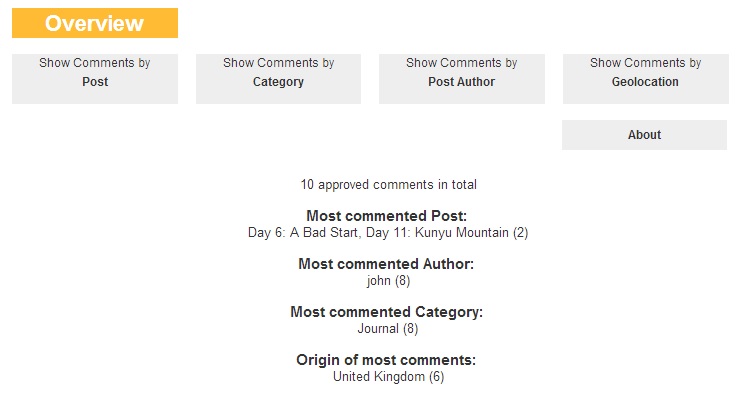 Overview
Show Comments by
Post
Show Comments by
Category
Show Comments by
Post Author
Show Comments by
Geolocation
About
10 approved comments in total
Most commented Post:
Day 6: A Bad Start, Day 11: Kunyu Mountain (2)
Most commented Author:
john (8)
Most commented Category:
Journal (8)
Origin of most comments:
United Kingdom (6)